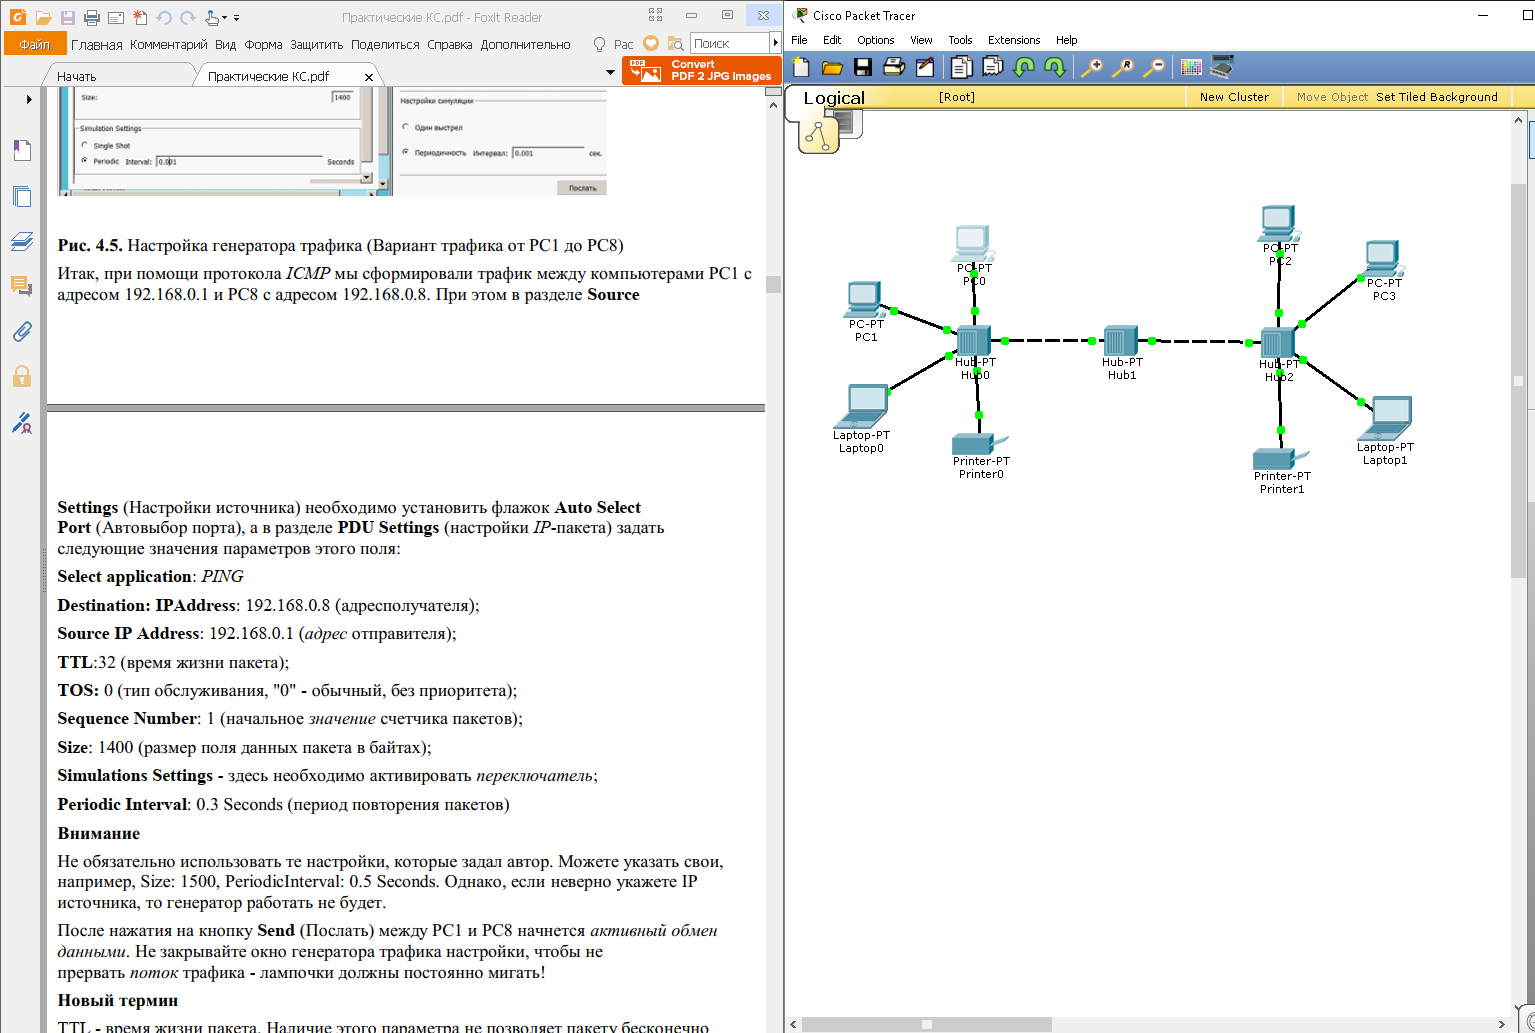 Практические КС.pdf - Foxit Reader
Файл Главная Комментарий Вид Форма Защитить Поделиться Справка Дополнительно Рас Поиск
Начать Практические КС.pdf x
PDF Convert
PDF 2 JPG Images
Size: 1400
Simulation Settings
Single Shot
Periodic Interval: 0.001 Seconds
Настройки симуляции
Один выстрел
Периодичность Интервал: 0.001 сек.
Послать
Рис. 4.5. Настройка генератора трафика (Вариант трафика от PC1 до PC8)
Итак, при помощи протокола ICMP мы сформировали трафик между компьютерами PC1 с
адресом 192.168.0.1 и PC8 с адресом 192.168.0.8. При этом в разделе Source
Settings (Настройки источника) необходимо установить флажок Auto Select
Port (Автовыбор порта), а в разделе PDU Settings (настройки IP-пакета) задать
следующие значения параметров этого поля:
Select application: PING
Destination: IPAddress: 192.168.0.8 (адресполучателя);
Source IP Address: 192.168.0.1 (адрес отправителя);
TTL:32 (время жизни пакета);
TOS: 0 (тип обслуживания, "0" - обычный, без приоритета);
Sequence Number: 1 (начальное значение счетчика пакетов);
Size: 1400 (размер поля данных пакета в байтах);
Simulations Settings - здесь необходимо активировать переключатель;
Periodic Interval: 0.3 Seconds (период повторения пакетов)
Внимание
Не обязательно использовать те настройки, которые задал автор. Можете указать свои,
например, Size: 1500, PeriodicInterval: 0.5 Seconds. Однако, если неверно укажете IP
источника, то генератор работать не будет.
После нажатия на кнопку Send (Послать) между PC1 и PC8 начнется активный обмен
данными. Не закрывайте окно генератора трафика настройки, чтобы не
прервать поток трафика - лампочки должны постоянно мигать!
Новый термин
TTL - время жизни пакета. Наличие этого параметра не позволяет пакету бесконечно
Cisco Packet Tracer
File Edit Options View Tools Extensions Help
Logical [Root] New Cluster Move Object Set Tiled Background
PC-PT
PC0
PC-PT
PC1
Laptop-PT
Laptop0
Hub-PT
Hub0
Printer-PT
Printer0
Hub-PT
Hub1
PC-PT
PC2
PC-PT
PC3
Hub-PT
Hub2
Laptop-PT
Laptop1
Printer-PT
Printer1